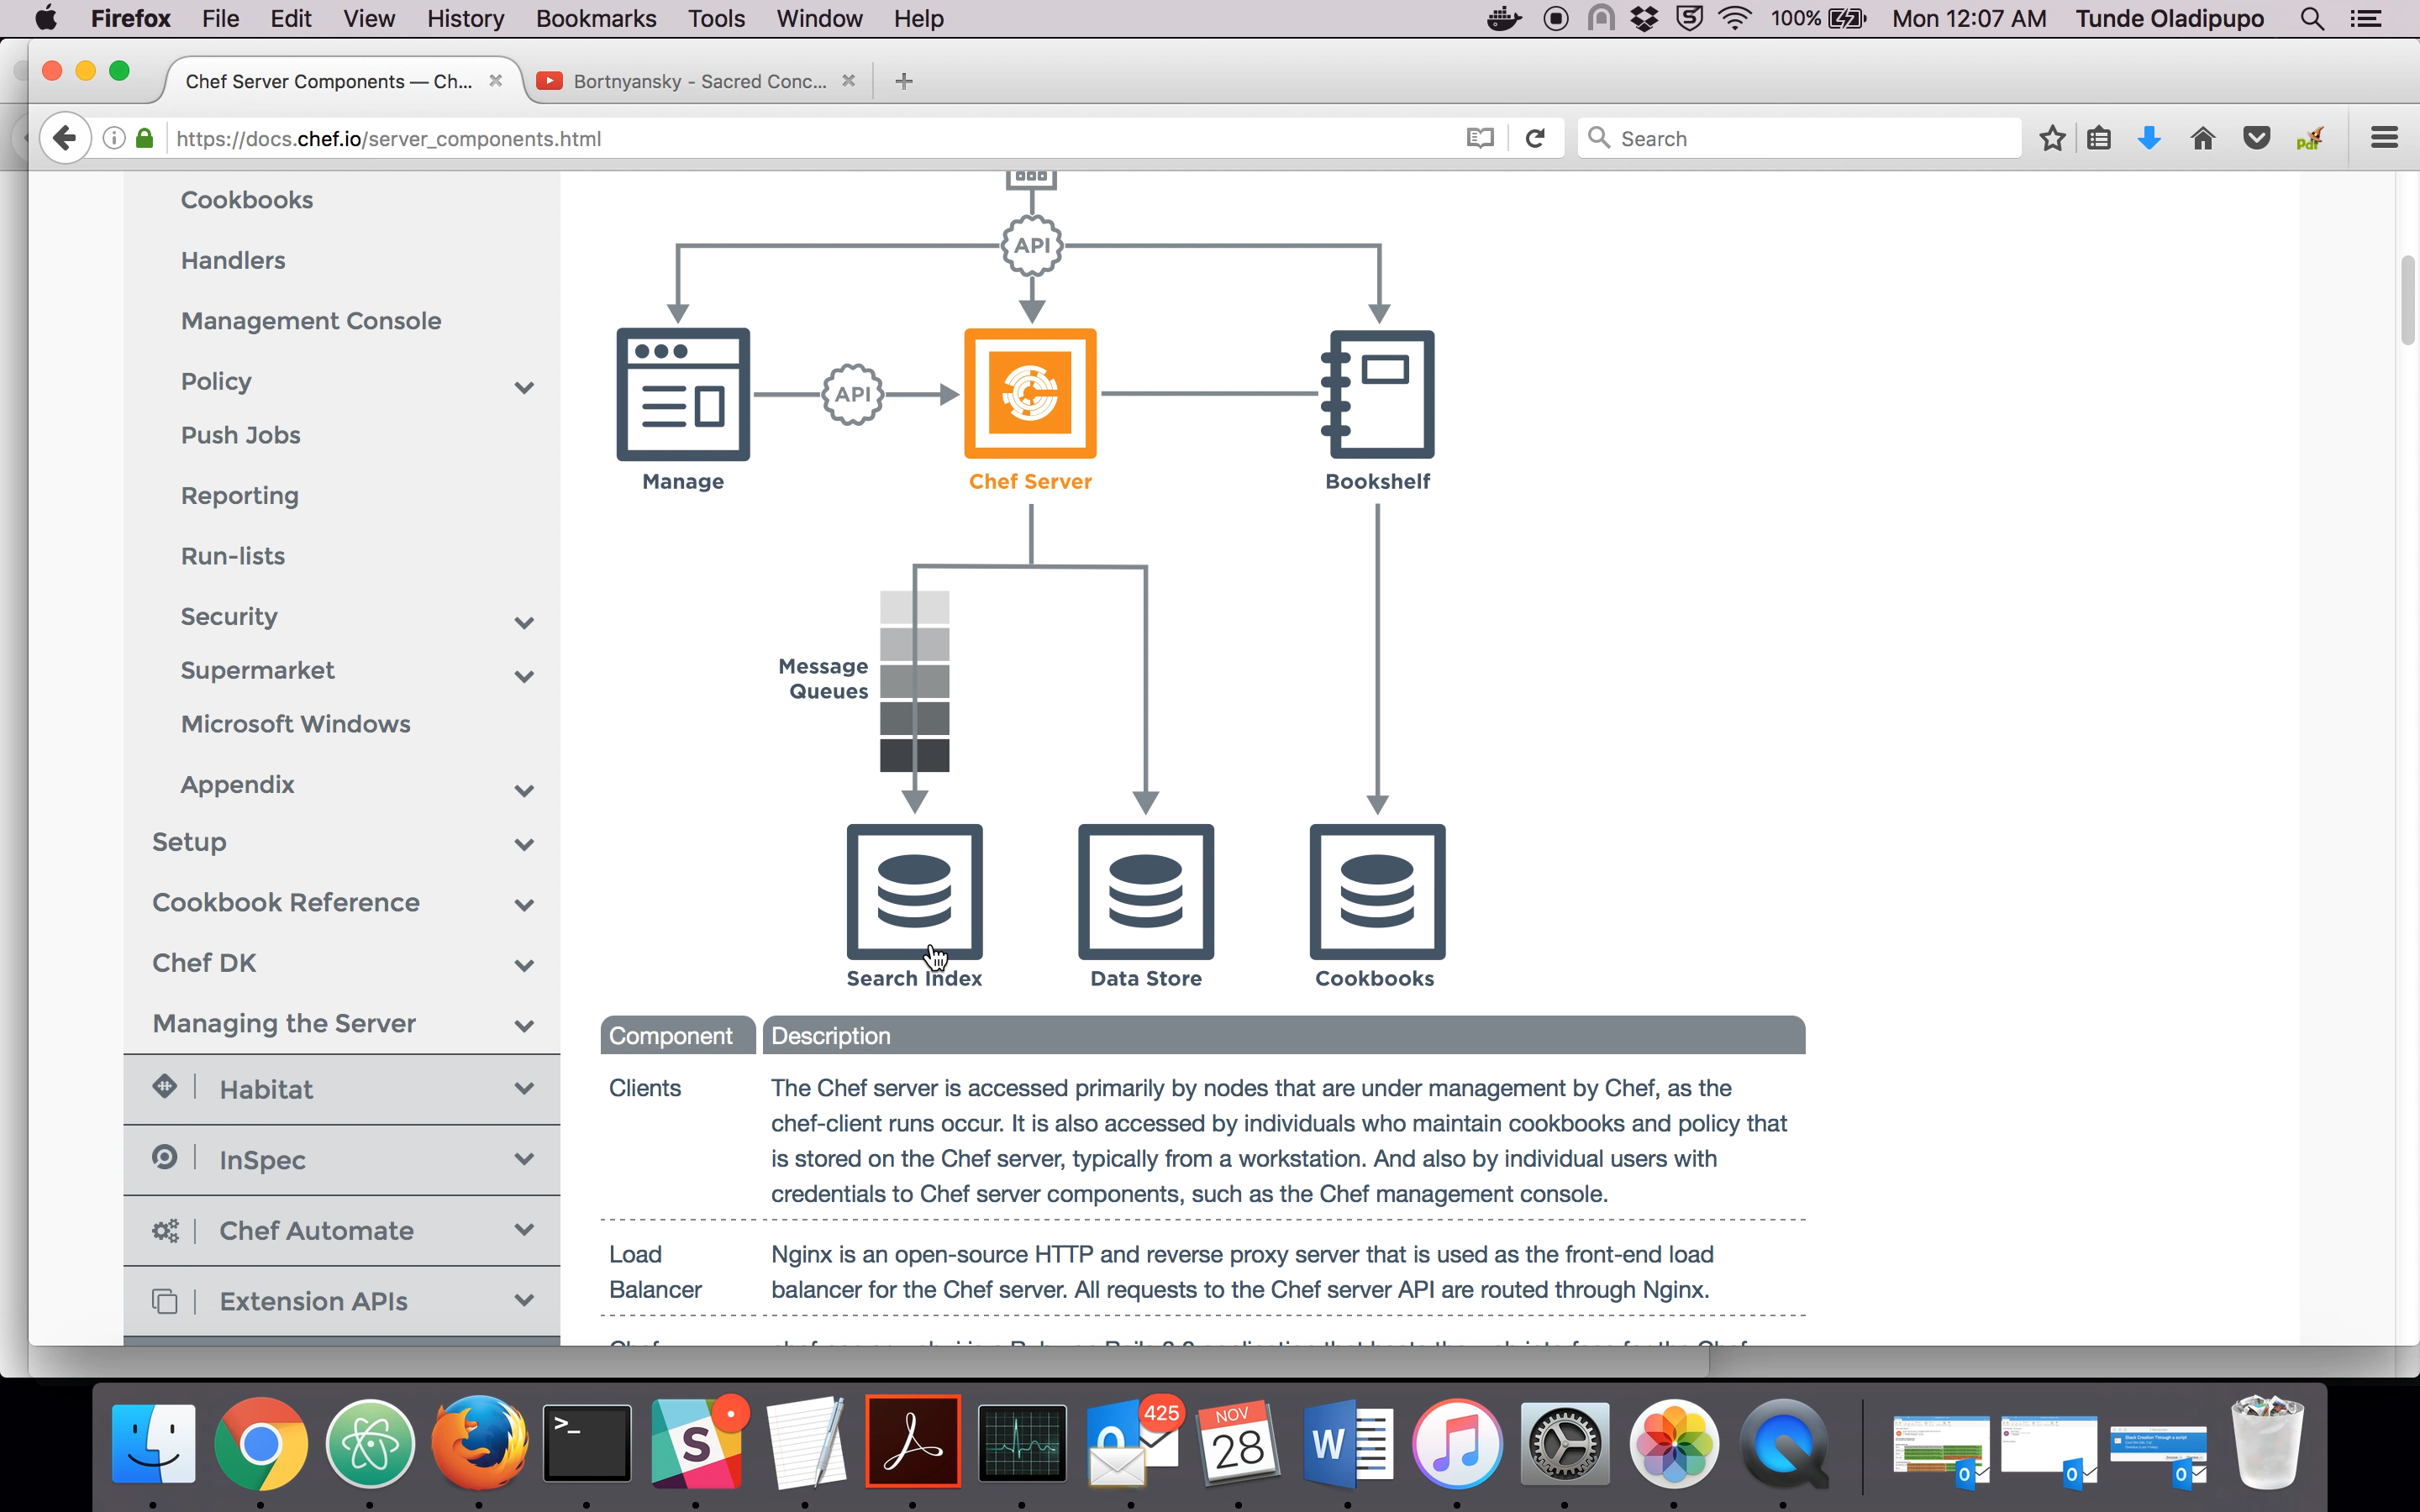 Firefox File Edit View History Bookmarks Tools Window Help 100% Mon 12:07 AM Tunde Oladipupo
Chef Server Components — Ch...
Bortnyansky - Sacred Conc...
https://docs.chef.io/server_components.html
Search
Cookbooks
Handlers
Management Console
Policy
Push Jobs
Reporting
Run-lists
Security
Supermarket
Microsoft Windows
Appendix
Setup
Cookbook Reference
Chef DK
Managing the Server
Habitat
InSpec
Chef Automate
Extension APIs
API
API
Manage
Chef Server
Bookshelf
Message
Queues
Search Index
Data Store
Cookbooks
Component Description
Clients
The Chef server is accessed primarily by nodes that are under management by Chef, as the
chef-client runs occur. It is also accessed by individuals who maintain cookbooks and policy that
is stored on the Chef server, typically from a workstation. And also by individual users with
credentials to Chef server components, such as the Chef management console.
Load
Balancer
Nginx is an open-source HTTP and reverse proxy server that is used as the front-end load
balancer for the Chef server. All requests to the Chef server API are routed through Nginx.
425
NOV
28